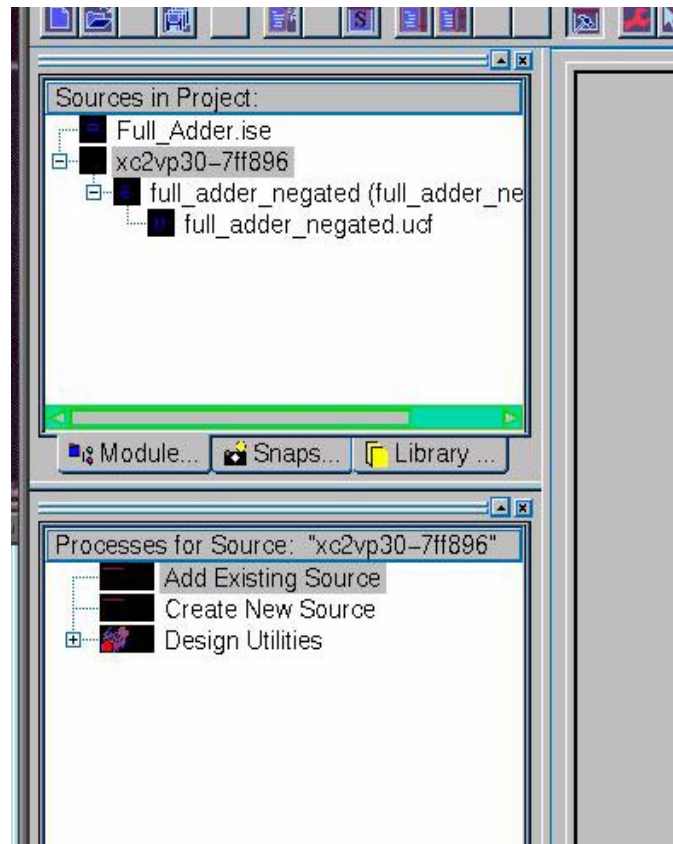 S
Sources in Project:
Full_Adder.ise
xc2vp30-7ff896
full_adder_negated (full_adder_ne
full_adder_negated.ucf
Module... Snaps... Library ...
Processes for Source: "xc2vp30-7ff896"
Add Existing Source
Create New Source
Design Utilities